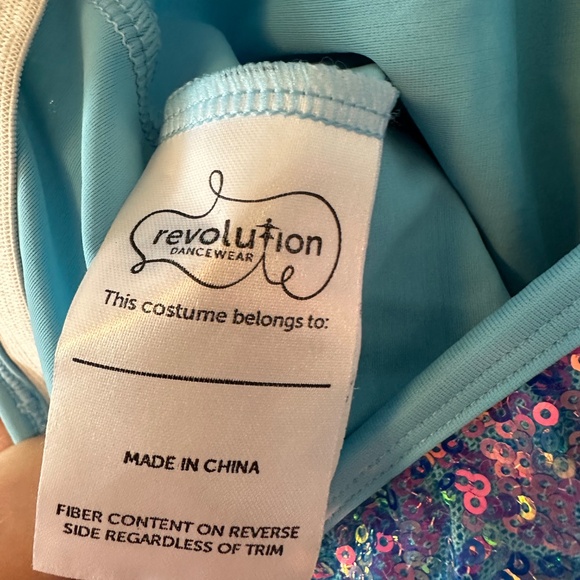 revolution
DANCEWEAR
This costume belongs to:
MADE IN CHINA
FIBER CONTENT ON REVERSE
SIDE REGARDLESS OF TRIM